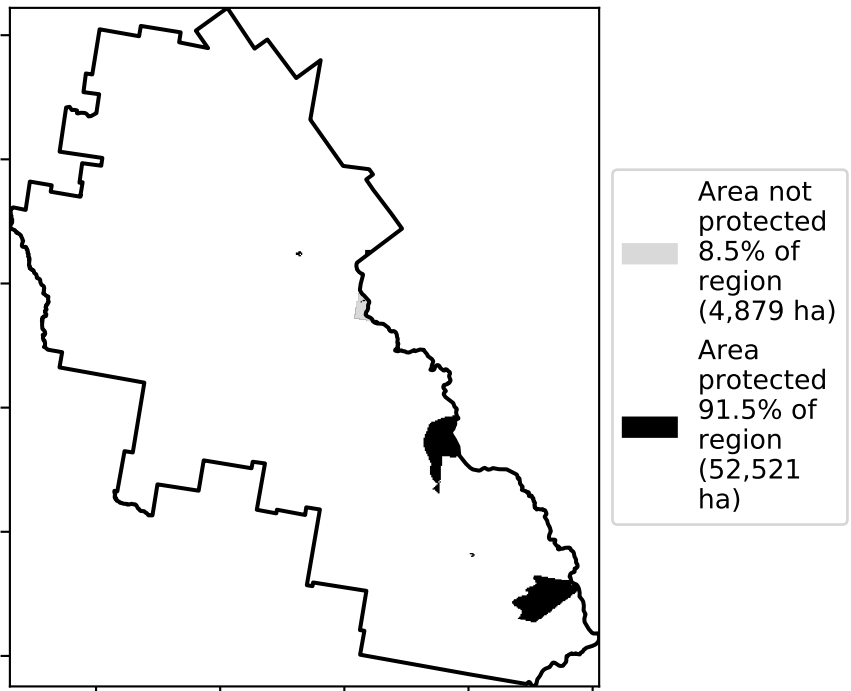 Area not
protected
8.5% of
region
(4,879 ha)
Area
protected
91.5% of
region
(52,521
ha)